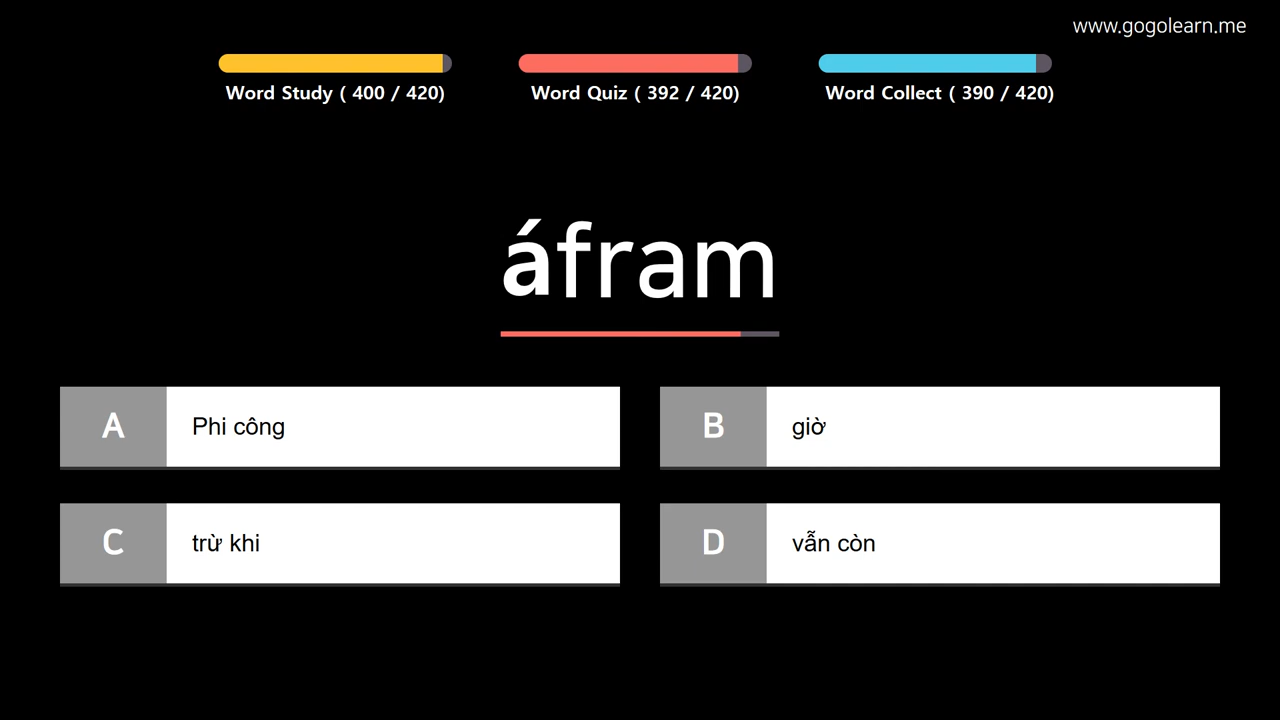 www.gogolearn.me
Word Study ( 400 / 420)
Word Quiz ( 392 / 420)
Word Collect ( 390 / 420)
áfram
A Phi công
B giờ
C trừ khi
D vẫn còn